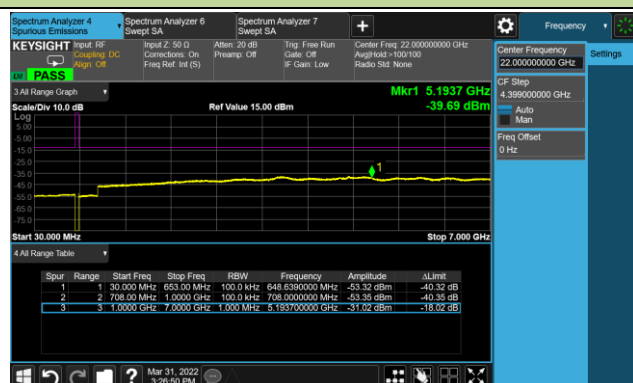 Spectrum Analyzer 4
Spurious Emissions
Spectrum Analyzer 6
Swept SA
Spectrum Analyzer 7
Swept SA
Frequency
KEYSIGHT
Input: RF
Coupling: DC
Align: Off
Input Z: 50 Ω
Corrections: On
Freq Ref: Int (S)
Atten: 20 dB
Preamp: Off
Trig: Free Run
Gate: Off
IF Gain: Low
Center Freq: 22.000000000 GHz
Avg|Hold:>100/100
Radio Std: None
PASS
Center Frequency
22.000000000 GHz
Settings
CF Step
4.399000000 GHz
Auto
Man
Freq Offset
0 Hz
3 All Range Graph
Mkr1 5.1937 GHz
Scale/Div 10.0 dB
Ref Value 15.00 dBm
-39.69 dBm
Log
5.00
-5.00
-15.0
-25.0
-35.0
-45.0
-55.0
-65.0
-75.0
1
Start 30.000 MHz
Stop 7.000 GHz
4 All Range Table
Spur Range Start Freq Stop Freq RBW Frequency Amplitude ΔLimit
1 1 30.000 MHz 653.00 MHz 100.0 kHz 648.6390000 MHz -53.32 dBm -40.32 dB
2 2 708.00 MHz 1.0000 GHz 100.0 kHz 708.0000000 MHz -53.35 dBm -40.35 dB
3 3 1.0000 GHz 7.0000 GHz 1.000 MHz 5.193700000 GHz -31.02 dBm -18.02 dB
Mar 31, 2022
3:26:50 PM